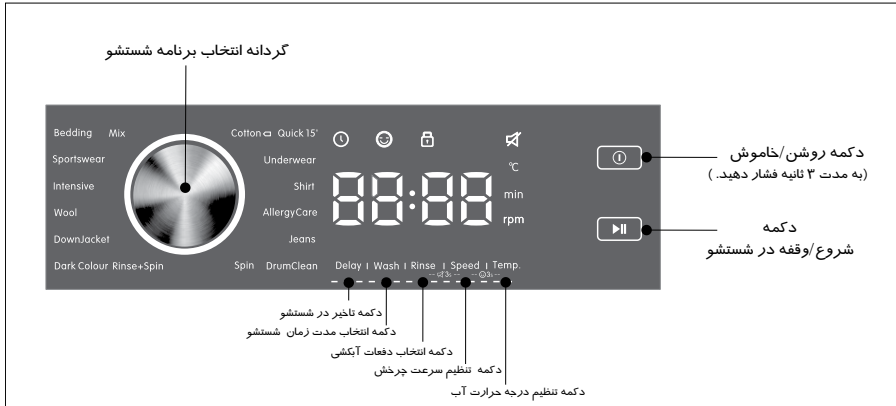 گردانه انتخاب برنامه شستشو
Bedding Mix Cotton Quick 15'
Sportswear Underwear
Intensive Shirt
Wool AllergyCare
DownJacket Jeans
Dark Colour Rinse+Spin Spin DrumClean
88:88
°C
min
rpm
Delay | Wash | Rinse | Speed | Temp.
-- 3s -- -- 3s --
دکمه روشن/خاموش
(به مدت ۳ ثانیه فشار دهید. )
دکمه
شروع/وقفه در شستشو
دکمه تاخیر در شستشو
دکمه انتخاب مدت زمان شستشو
دکمه انتخاب دفعات آبکشی
دکمه تنظیم سرعت چرخش
دکمه تنظیم درجه حرارت آب